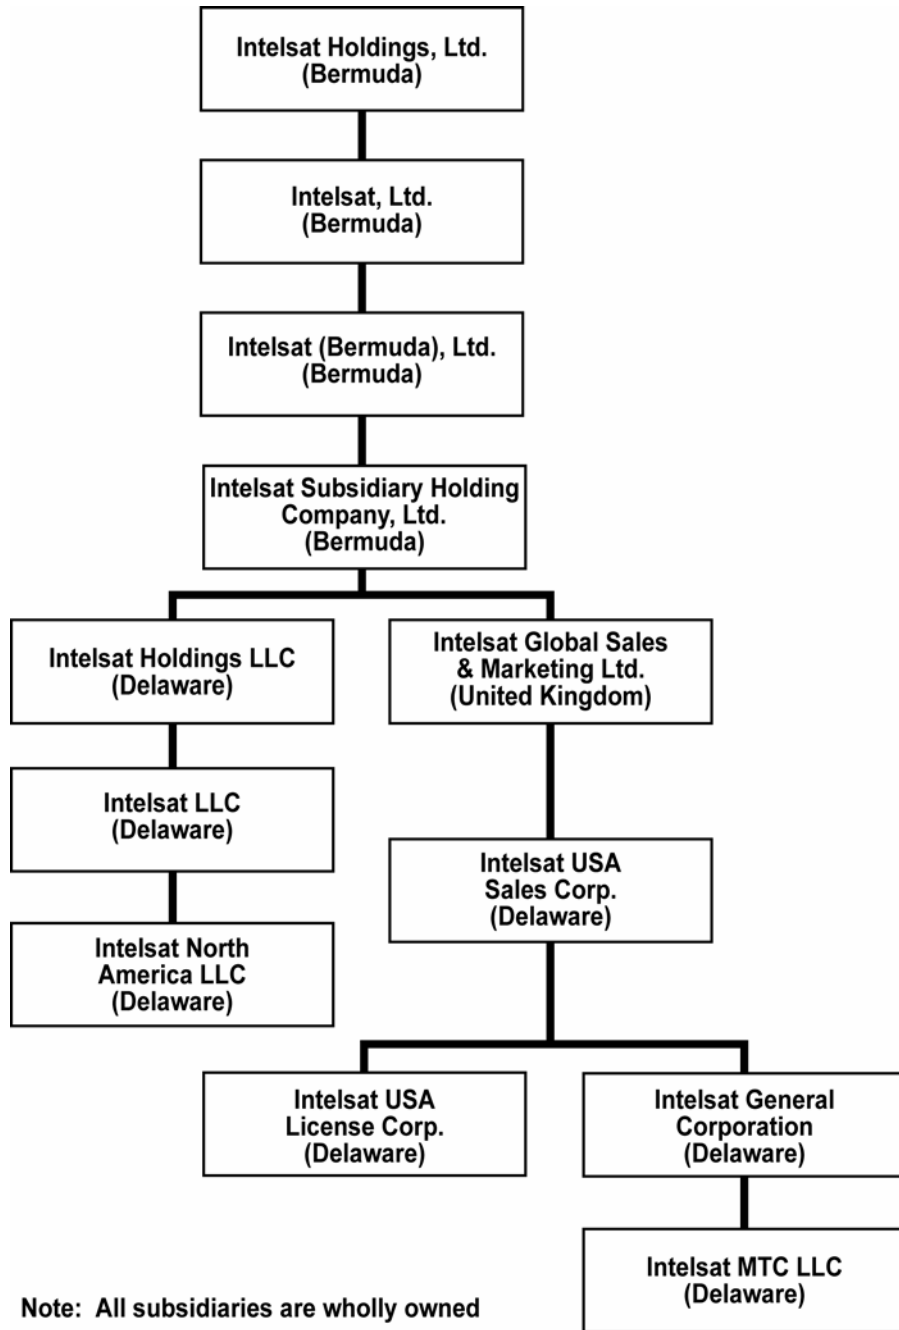 Intelsat Holdings, Ltd.
(Bermuda)
Intelsat, Ltd.
(Bermuda)
Intelsat (Bermuda), Ltd.
(Bermuda)
Intelsat Subsidiary Holding
Company, Ltd.
(Bermuda)
Intelsat Holdings LLC
(Delaware)
Intelsat Global Sales
& Marketing Ltd.
(United Kingdom)
Intelsat LLC
(Delaware)
Intelsat USA
Sales Corp.
(Delaware)
Intelsat North
America LLC
(Delaware)
Intelsat USA
License Corp.
(Delaware)
Intelsat General
Corporation
(Delaware)
Intelsat MTC LLC
(Delaware)
Note: All subsidiaries are wholly owned